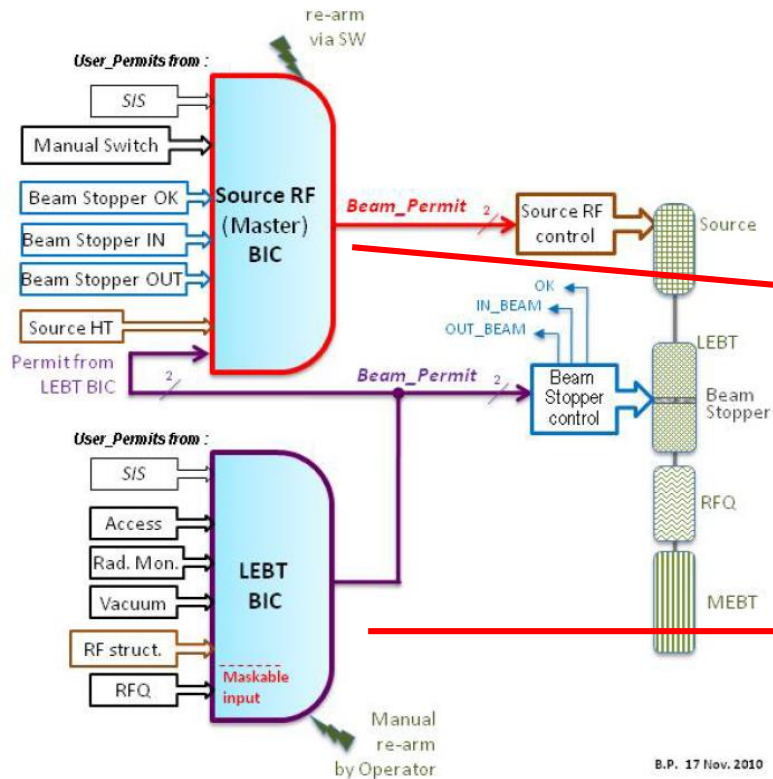 re-arm
via SW
User_Permits from :
SIS
Manual Switch
Beam Stopper OK
Beam Stopper IN
Beam Stopper OUT
Source HT
Permit from
LEBT BIC
2
Source RF
(Master)
BIC
Beam_Permit
2
Source RF
control
Source
OK
IN_BEAM
OUT_BEAM
LEBT
Beam_Permit
2
Beam
Stopper
control
Beam
Stopper
User_Permits from :
SIS
Access
Rad. Mon.
Vacuum
RF struct.
RFQ
LEBT
BIC
Maskable
input
RFQ
MEBT
Manual
re-arm
by Operator
B.P. 17 Nov. 2010